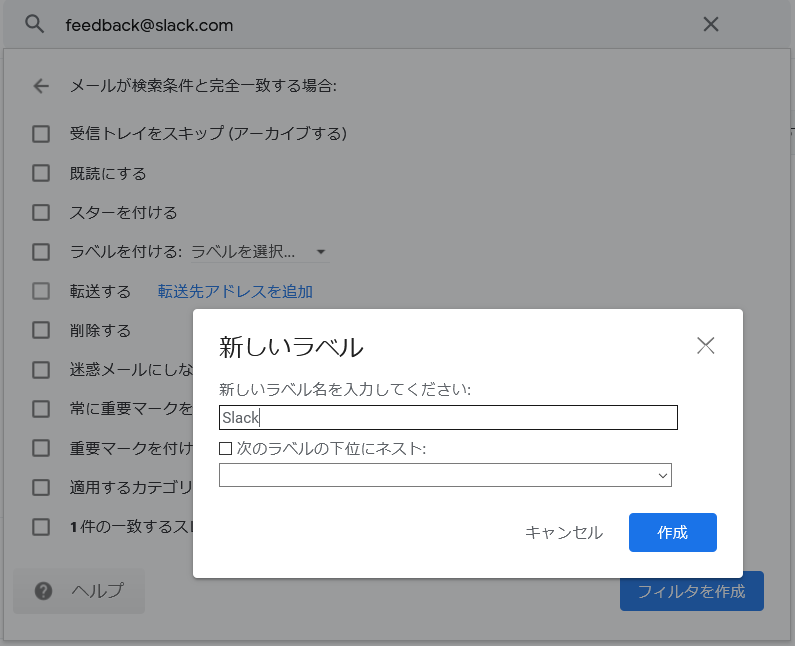 feedback@slack.com
メールが検索条件と完全一致する場合:
受信トレイをスキップ (アーカイブする)
既読にする
スターを付ける
ラベルを付ける: ラベルを選択...
転送する 転送先アドレスを追加
削除する
迷惑メールにしな
常に重要マークを
重要マークを付け
適用するカテゴリ
1 件の一致するスレ
新しいラベル
新しいラベル名を入力してください:
Slack
次のラベルの下位にネスト:
キャンセル 作成
ヘルプ
フィルタを作成